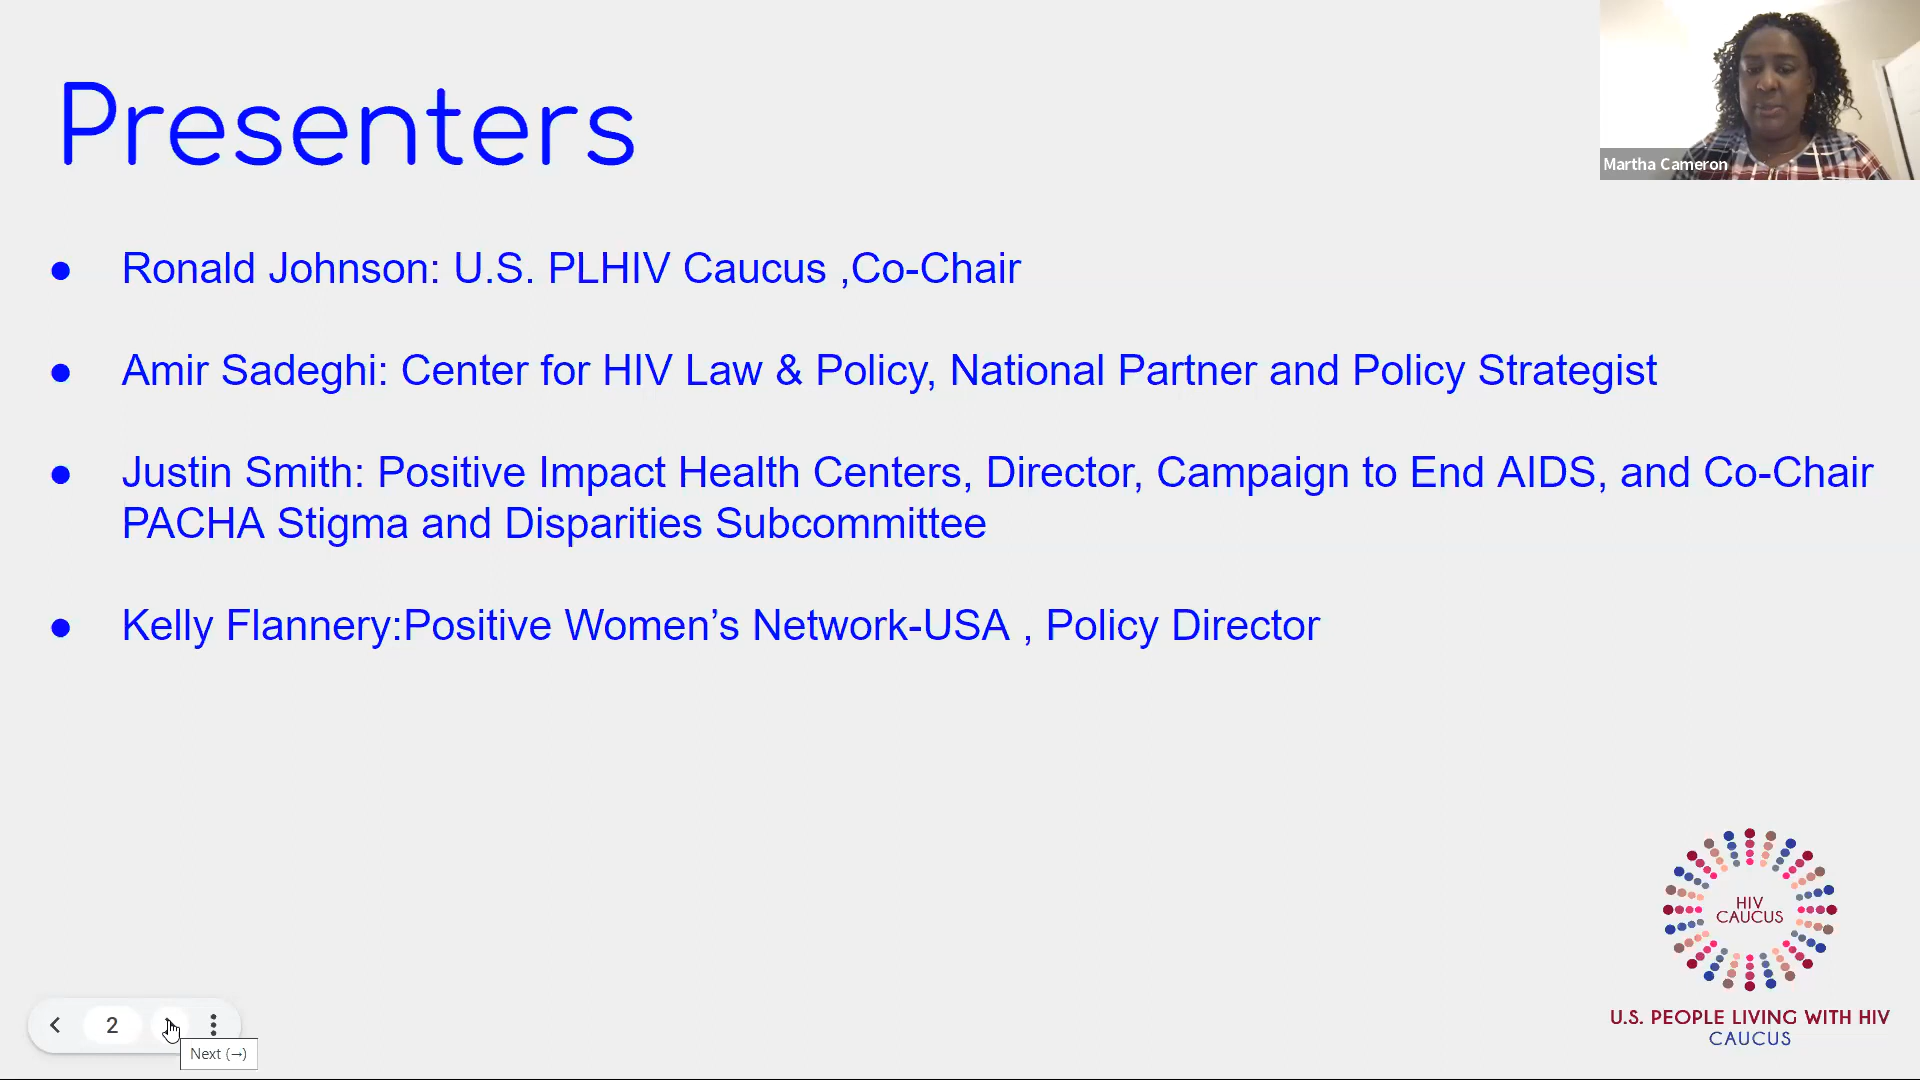 Presenters
Martha Cameron
● Ronald Johnson: U.S. PLHIV Caucus ,Co-Chair
● Amir Sadeghi: Center for HIV Law & Policy, National Partner and Policy Strategist
● Justin Smith: Positive Impact Health Centers, Director, Campaign to End AIDS, and Co-Chair
PACHA Stigma and Disparities Subcommittee
● Kelly Flannery:Positive Women’s Network-USA , Policy Director
HIV
CAUCUS
U.S. PEOPLE LIVING WITH HIV
CAUCUS
2
Next (→)